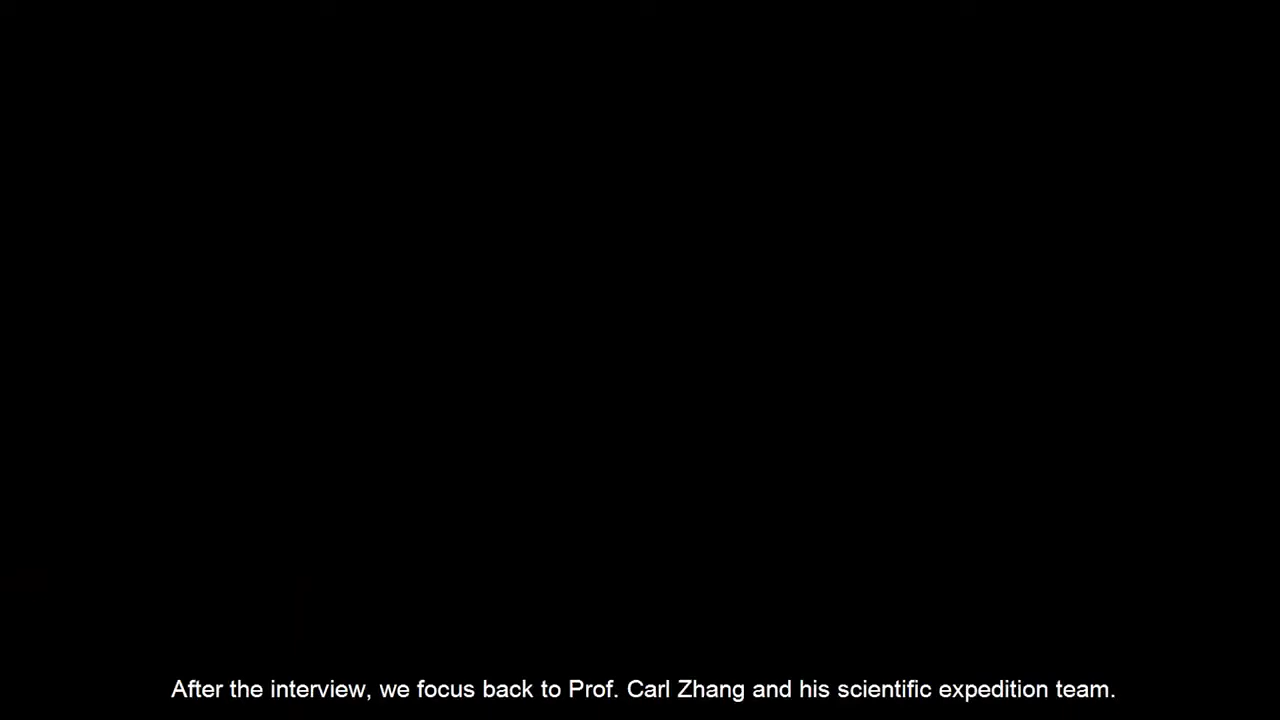 After the interview, we focus back to Prof. Carl Zhang and his scientific expedition team.